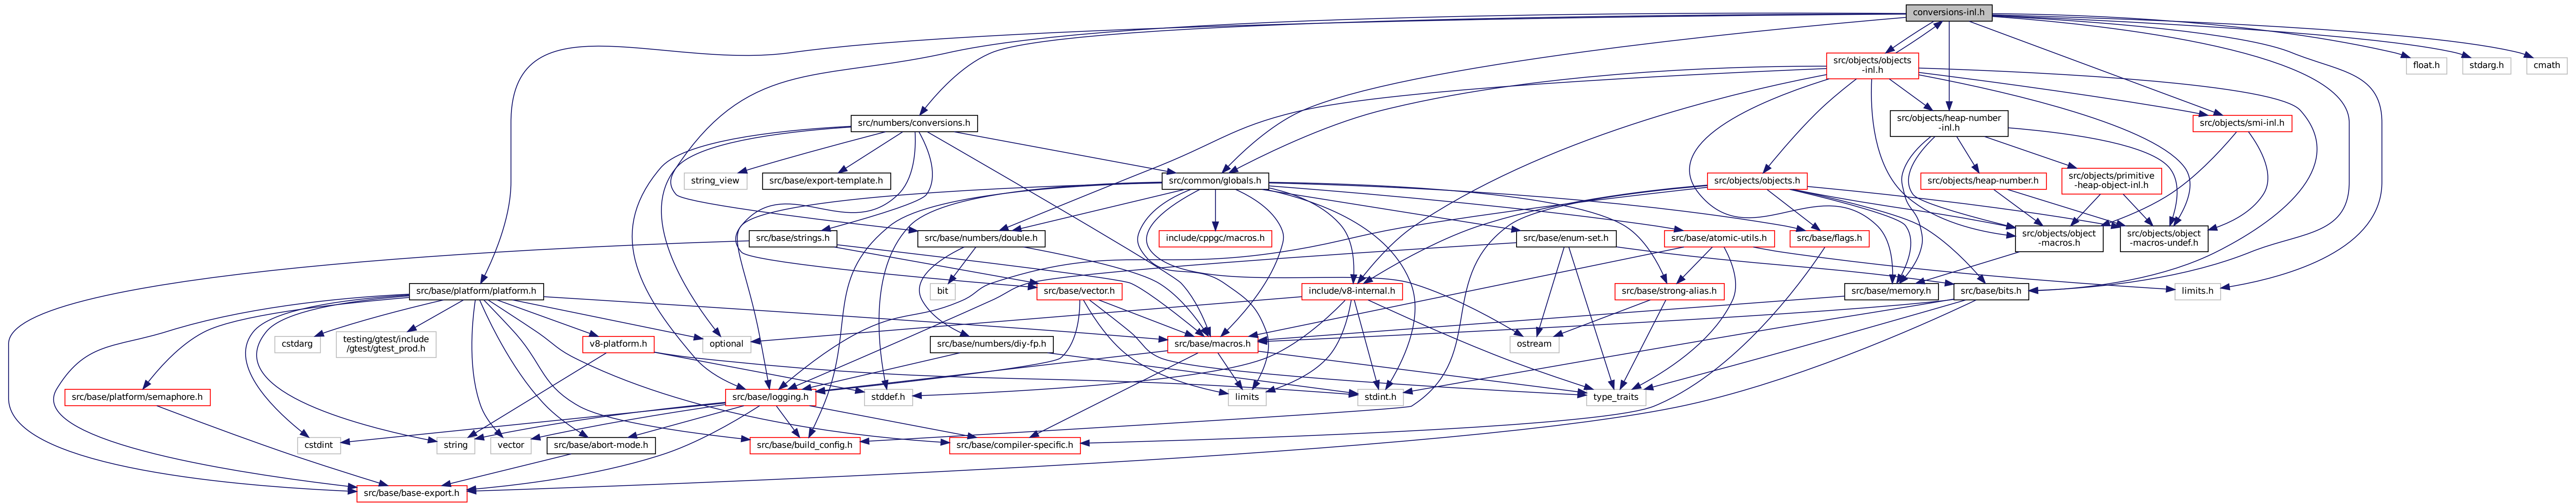 conversions-inl.h
src/objects/objects
-inl.h
float.h
stdarg.h
cmath
src/numbers/conversions.h
src/objects/heap-number
-inl.h
src/objects/smi-inl.h
string_view
src/base/export-template.h
src/common/globals.h
src/objects/objects.h
src/objects/heap-number.h
src/objects/primitive
-heap-object-inl.h
src/base/strings.h
src/base/numbers/double.h
include/cppgc/macros.h
src/base/enum-set.h
src/base/atomic-utils.h
src/base/flags.h
src/objects/object
-macros.h
src/objects/object
-macros-undef.h
src/base/platform/platform.h
bit
src/base/vector.h
include/v8-internal.h
src/base/strong-alias.h
src/base/memory.h
src/base/bits.h
limits.h
cstdarg
testing/gtest/include
/gtest/gtest_prod.h
v8-platform.h
optional
src/base/numbers/diy-fp.h
src/base/macros.h
ostream
src/base/platform/semaphore.h
src/base/logging.h
stddef.h
limits
stdint.h
type_traits
cstdint
string
vector
src/base/abort-mode.h
src/base/build_config.h
src/base/compiler-specific.h
src/base/base-export.h